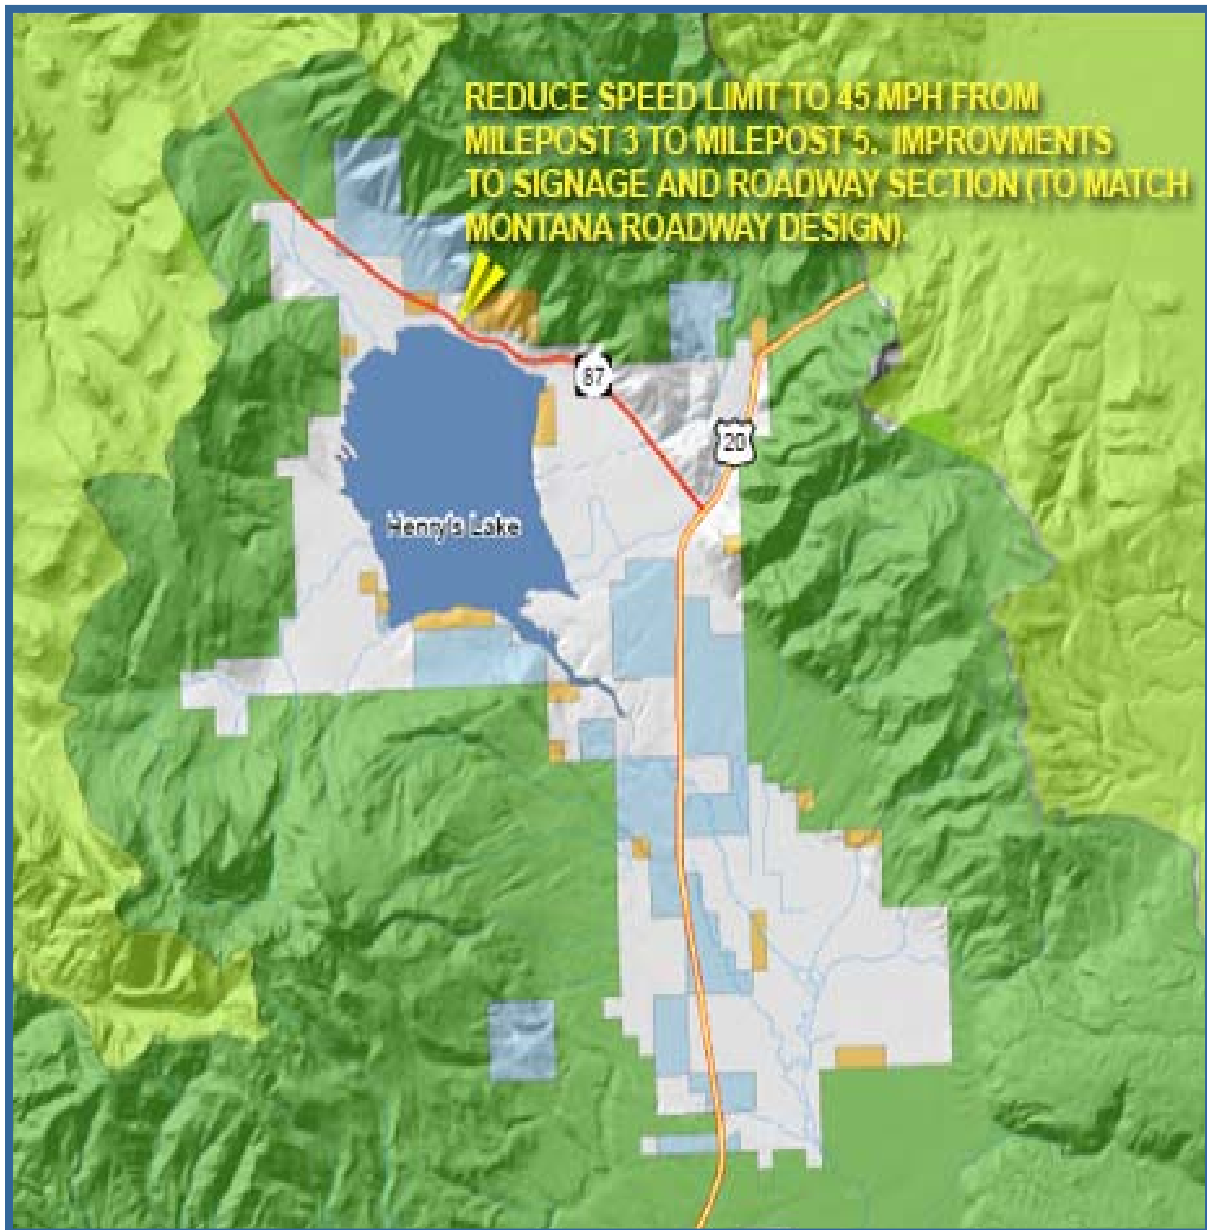 REDUCE SPEED LIMIT TO 45 MPH FROM
MILEPOST 3 TO MILEPOST 5. IMPROVMENTS
TO SIGNAGE AND ROADWAY SECTION (TO MATCH
MONTANA ROADWAY DESIGN).
87
20
Henry's Lake